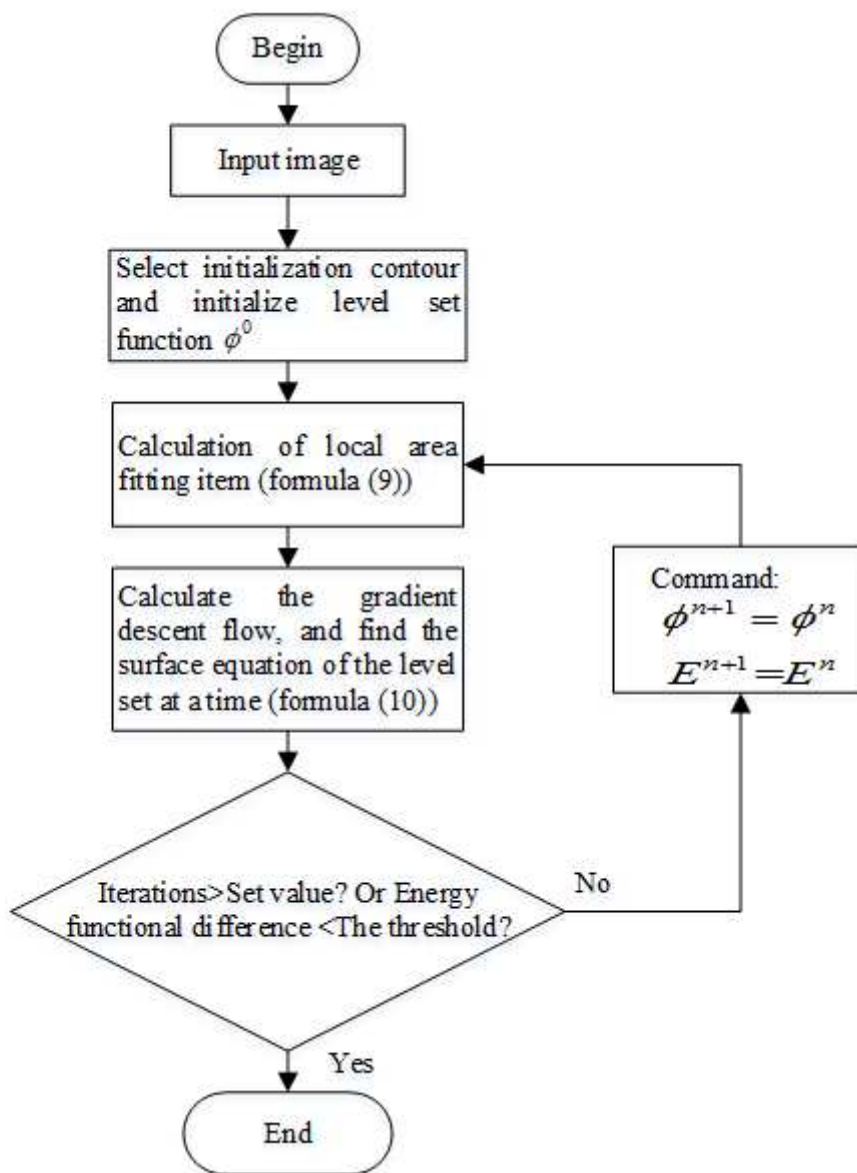 Begin
Input image
Select initialization contour
and initialize level set
function ϕ⁰
Calculation of local area
fitting item (formula (9))
Calculate the gradient
descent flow, and find the
surface equation of the level
set at a time (formula (10))
Command:
ϕⁿ⁺¹ = ϕⁿ
Eⁿ⁺¹=Eⁿ
Iterations>Set value? Or Energy
functional difference <The threshold?
No
Yes
End